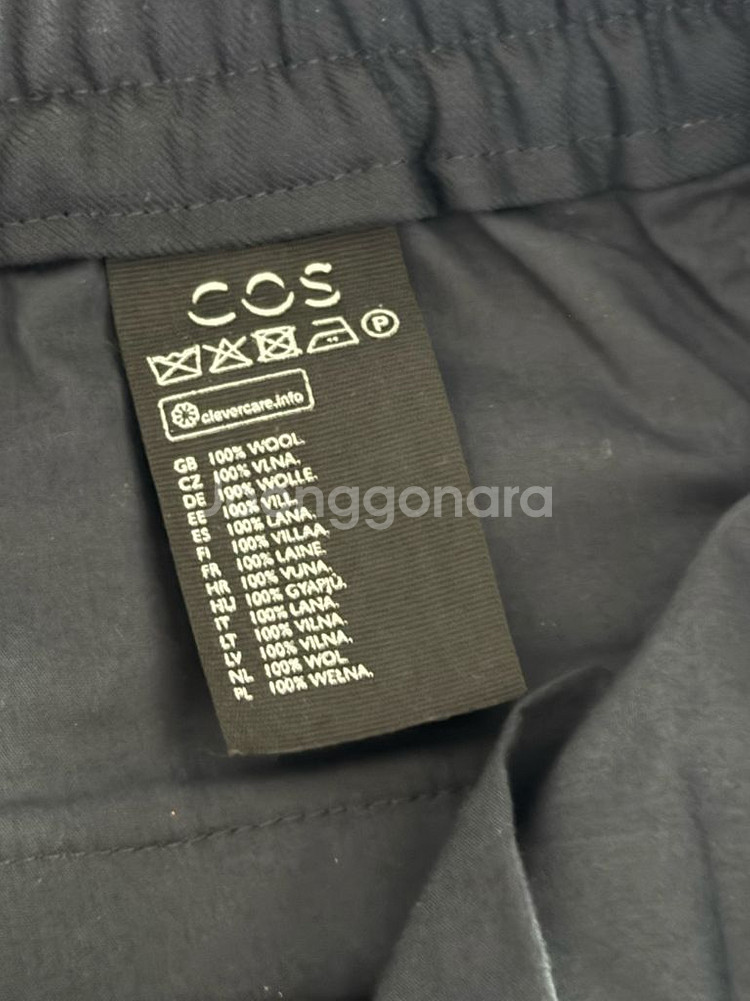 COS
P
clevercare.info
GB 100% WOOL.
CZ 100% VLNA.
DE 100% WOLLE.
EE 100% VILL.
ES 100% LANA.
FI 100% VILLAA.
FR 100% LAINE.
HR 100% VUNA.
HU 100% GYAPJÚ.
IT 100% LANA.
LT 100% VILNA.
LV 100% VILNA.
NL 100% WOL
PL 100% WEŁNA.
Joonggonara